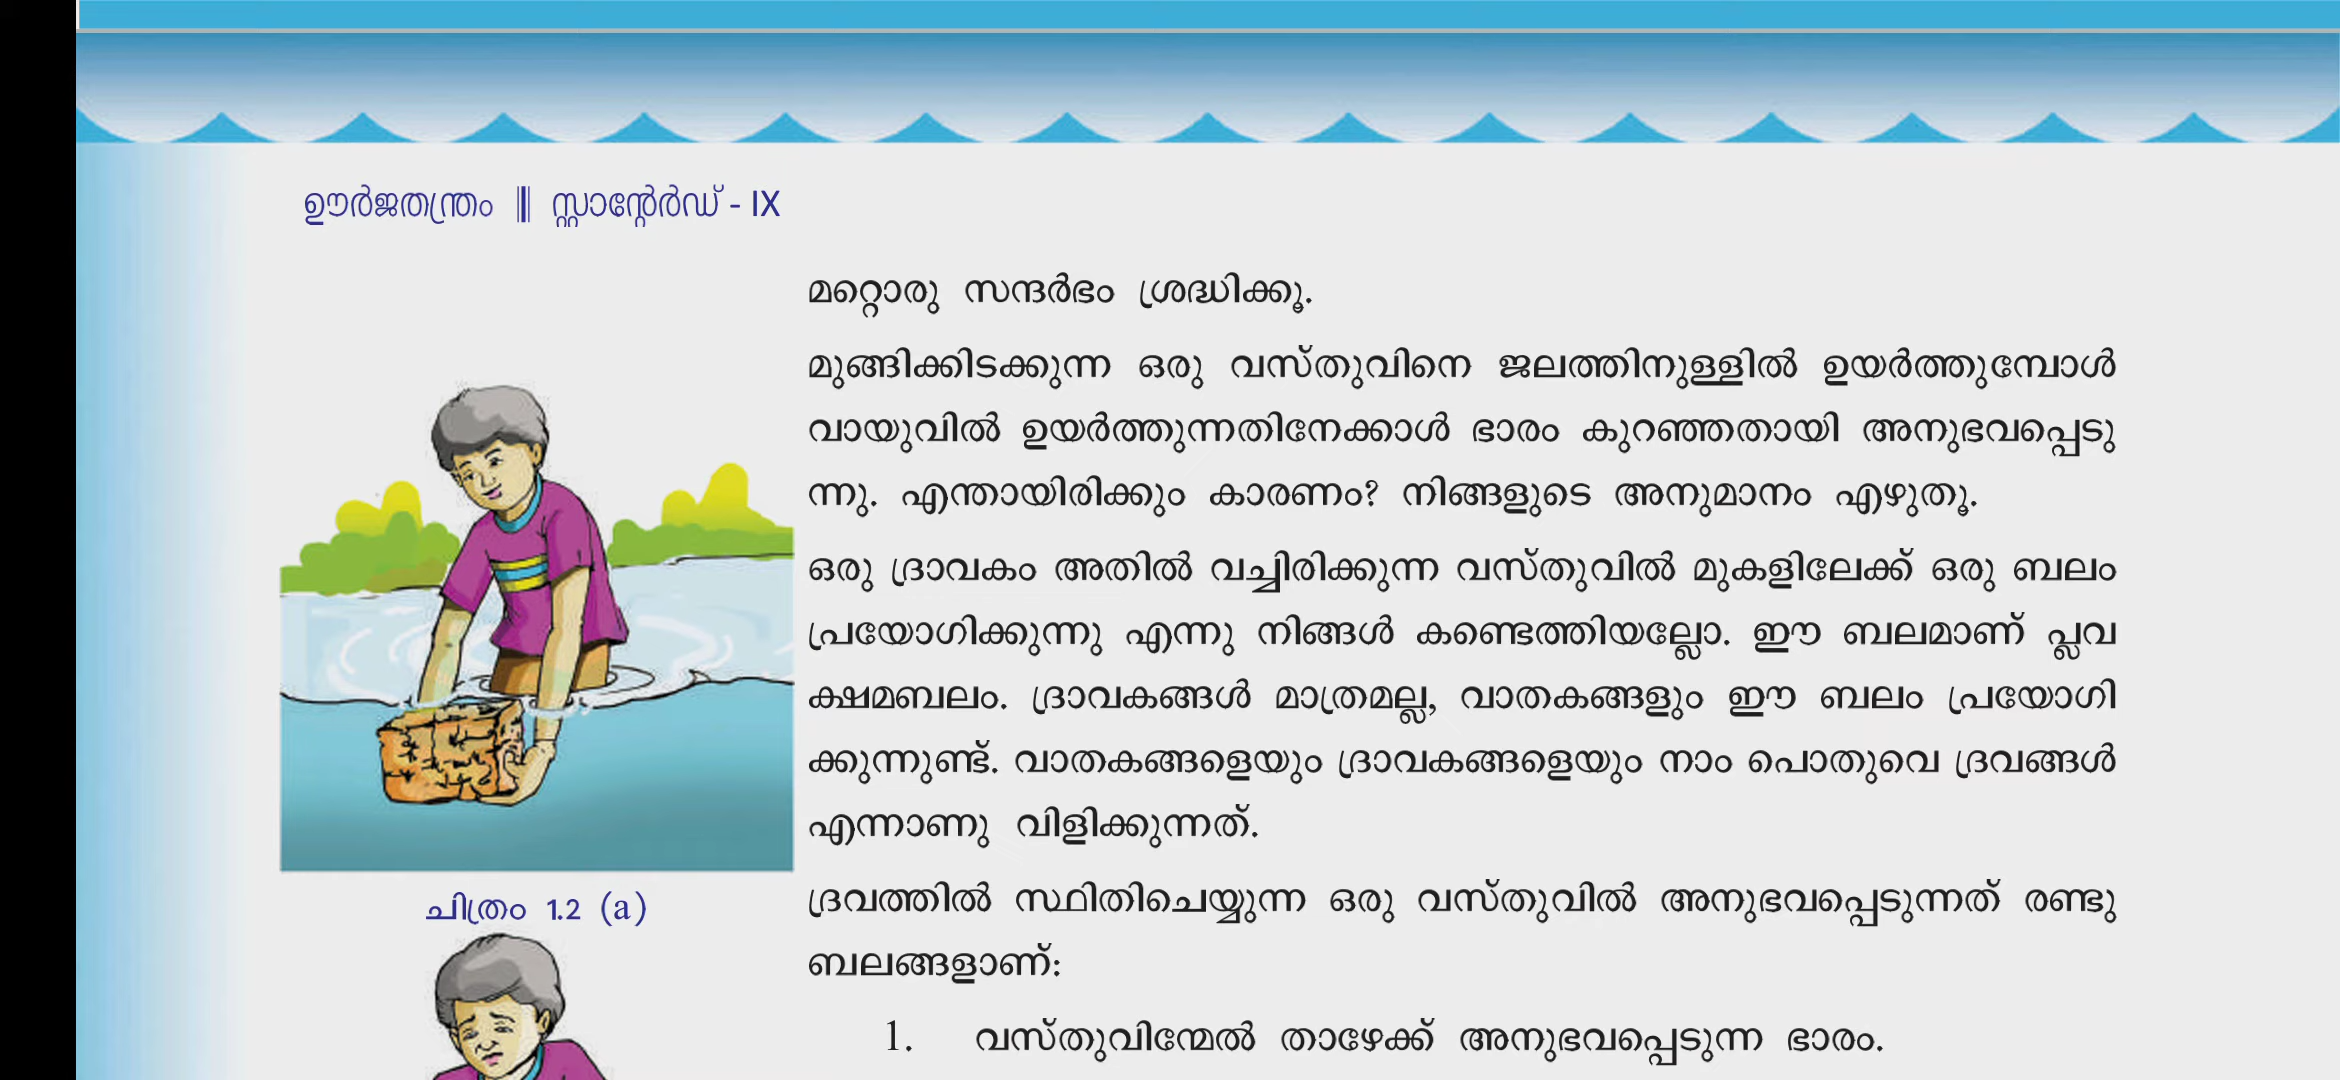 ഊർജതന്ത്രം || സ്റ്റാന്റേർഡ് - IX
മറ്റൊരു സന്ദർഭം ശ്രദ്ധിക്കൂ.
മുങ്ങിക്കിടക്കുന്ന ഒരു വസ്തുവിനെ ജലത്തിനുള്ളിൽ ഉയർത്തുമ്പോൾ
വായുവിൽ ഉയർത്തുന്നതിനേക്കാൾ ഭാരം കുറഞ്ഞതായി അനുഭവപ്പെടു
ന്നു. എന്തായിരിക്കും കാരണം? നിങ്ങളുടെ അനുമാനം എഴുതൂ.
ഒരു ദ്രാവകം അതിൽ വച്ചിരിക്കുന്ന വസ്തുവിൽ മുകളിലേക്ക് ഒരു ബലം
പ്രയോഗിക്കുന്നു എന്നു നിങ്ങൾ കണ്ടെത്തിയല്ലോ. ഈ ബലമാണ് പ്ലവ
ക്ഷമബലം. ദ്രാവകങ്ങൾ മാത്രമല്ല, വാതകങ്ങളും ഈ ബലം പ്രയോഗി
ക്കുന്നുണ്ട്. വാതകങ്ങളെയും ദ്രാവകങ്ങളെയും നാം പൊതുവെ ദ്രവങ്ങൾ
എന്നാണു വിളിക്കുന്നത്.
ദ്രവത്തിൽ സ്ഥിതിചെയ്യുന്ന ഒരു വസ്തുവിൽ അനുഭവപ്പെടുന്നത് രണ്ടു
ബലങ്ങളാണ്:
1. വസ്തുവിന്മേൽ താഴേക്ക് അനുഭവപ്പെടുന്ന ഭാരം.
ചിത്രം 1.2 (a)